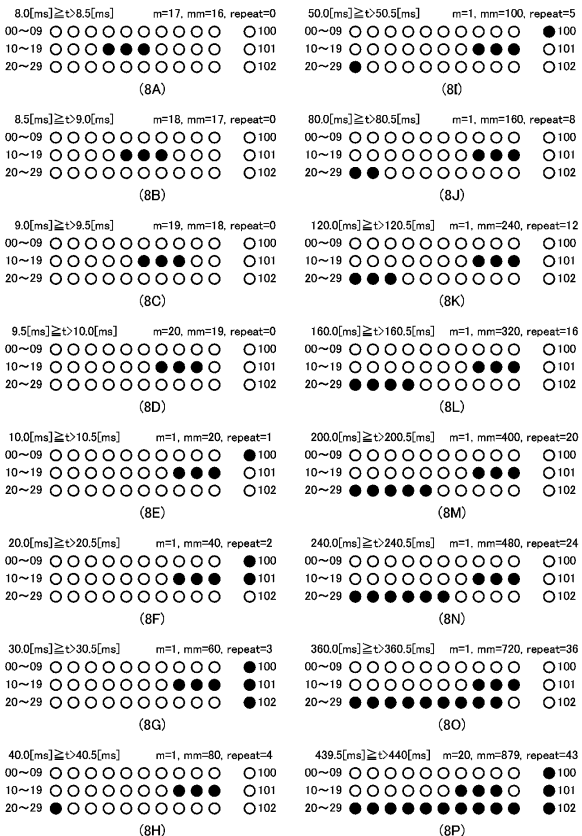 8.0[ms]≧t>8.5[ms] m=17, mm=16, repeat=0
00～09 100
10～19 101
20～29 102
(8A)
8.5[ms]≧t>9.0[ms] m=18, mm=17, repeat=0
00～09 100
10～19 101
20～29 102
(8B)
9.0[ms]≧t>9.5[ms] m=19, mm=18, repeat=0
00～09 100
10～19 101
20～29 102
(8C)
9.5[ms]≧t>10.0[ms] m=20, mm=19, repeat=0
00～09 100
10～19 101
20～29 102
(8D)
10.0[ms]≧t>10.5[ms] m=1, mm=20, repeat=1
00～09 100
10～19 101
20～29 102
(8E)
20.0[ms]≧t>20.5[ms] m=1, mm=40, repeat=2
00～09 100
10～19 101
20～29 102
(8F)
30.0[ms]≧t>30.5[ms] m=1, mm=60, repeat=3
00～09 100
10～19 101
20～29 102
(8G)
40.0[ms]≧t>40.5[ms] m=1, mm=80, repeat=4
00～09 100
10～19 101
20～29 102
(8H)
50.0[ms]≧t>50.5[ms] m=1, mm=100, repeat=5
00～09 100
10～19 101
20～29 102
(8I)
80.0[ms]≧t>80.5[ms] m=1, mm=160, repeat=8
00～09 100
10～19 101
20～29 102
(8J)
120.0[ms]≧t>120.5[ms] m=1, mm=240, repeat=12
00～09 100
10～19 101
20～29 102
(8K)
160.0[ms]≧t>160.5[ms] m=1, mm=320, repeat=16
00～09 100
10～19 101
20～29 102
(8L)
200.0[ms]≧t>200.5[ms] m=1, mm=400, repeat=20
00～09 100
10～19 101
20～29 102
(8M)
240.0[ms]≧t>240.5[ms] m=1, mm=480, repeat=24
00～09 100
10～19 101
20～29 102
(8N)
360.0[ms]≧t>360.5[ms] m=1, mm=720, repeat=36
00～09 100
10～19 101
20～29 102
(8O)
439.5[ms]≧t>440[ms] m=20, mm=879, repeat=43
00～09 100
10～19 101
20～29 102
(8P)